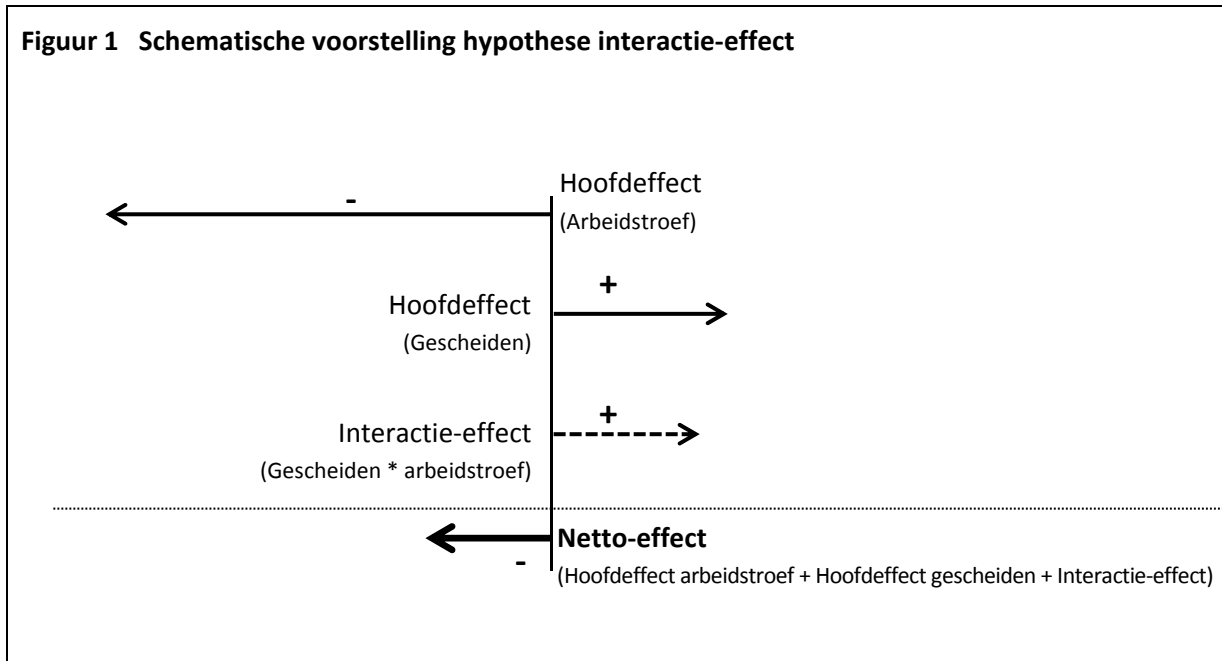 Figuur 1 Schematische voorstelling hypothese interactie-effect
Hoofdeffect
-
(Arbeidstroef)
+
Hoofdeffect
(Gescheiden)
+
Interactie-effect
(Gescheiden * arbeidstroef)
Netto-effect
-
(Hoofdeffect arbeidstroef + Hoofdeffect gescheiden + Interactie-effect)